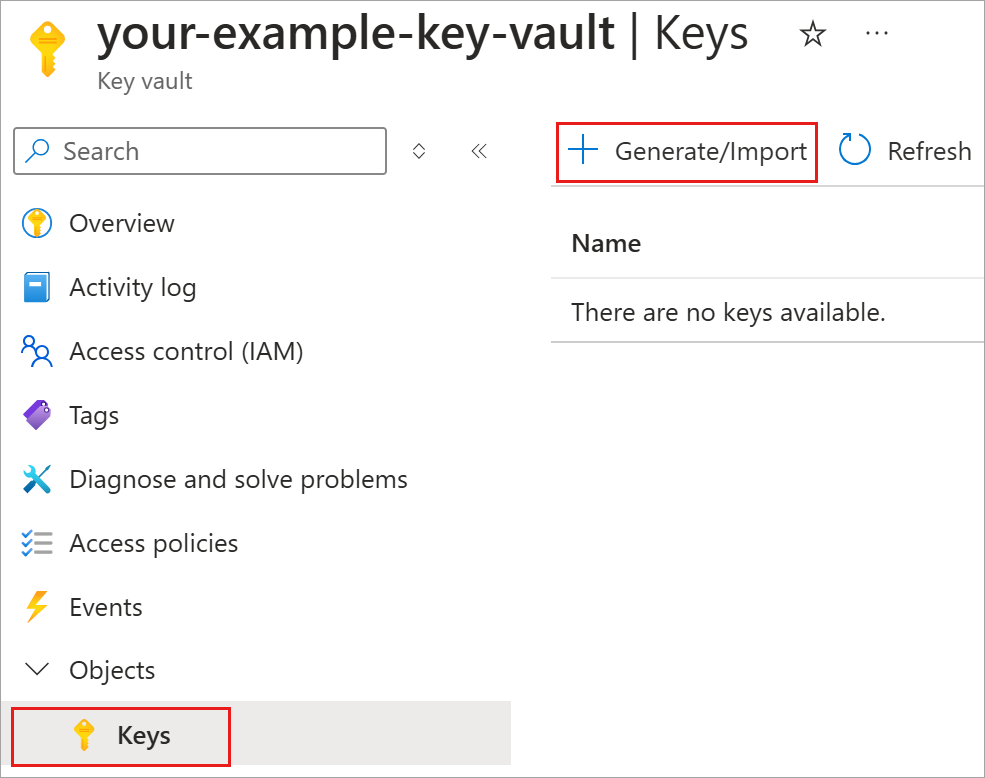 your-example-key-vault | Keys
Key vault
Search
Generate/Import
Refresh
Overview
Activity log
Access control (IAM)
Tags
Diagnose and solve problems
Access policies
Events
Objects
Keys
Name
There are no keys available.